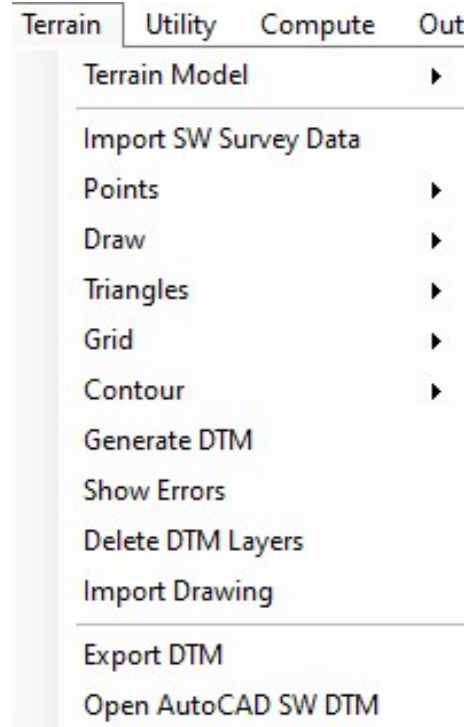 Terrain Utility Compute Out
Terrain Model
Import SW Survey Data
Points
Draw
Triangles
Grid
Contour
Generate DTM
Show Errors
Delete DTM Layers
Import Drawing
Export DTM
Open AutoCAD SW DTM